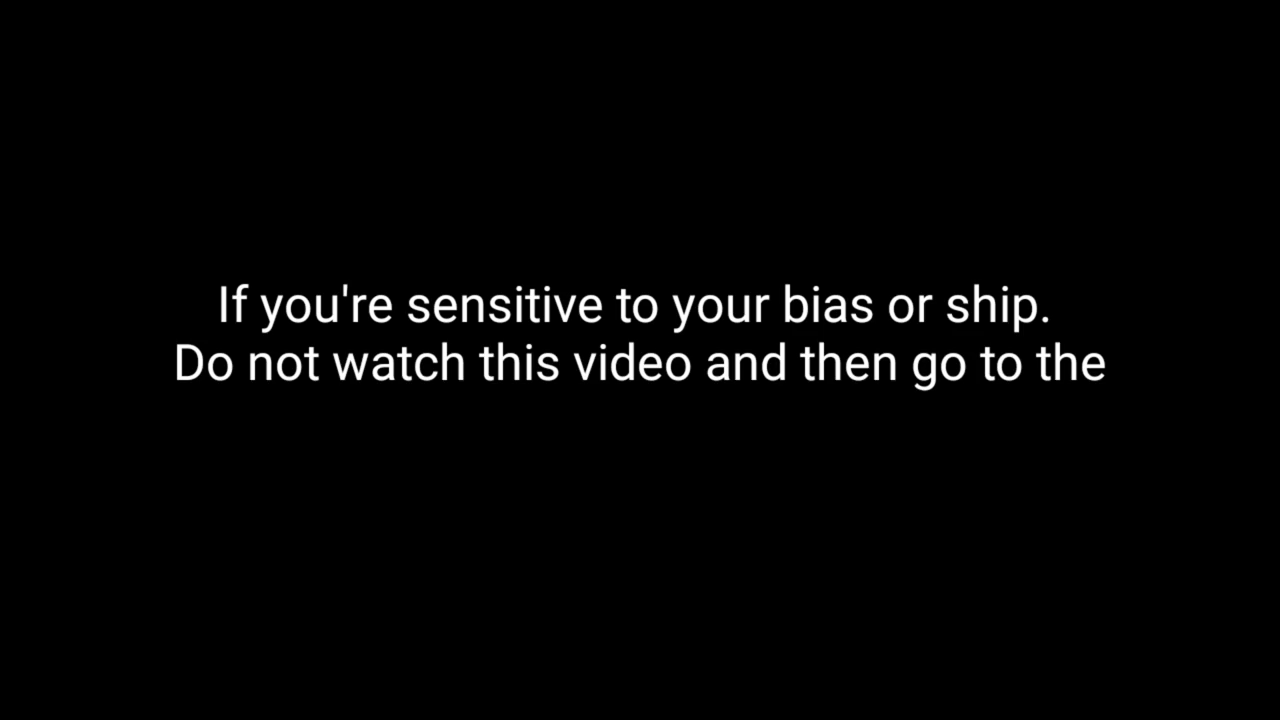 If you're sensitive to your bias or ship.
Do not watch this video and then go to the